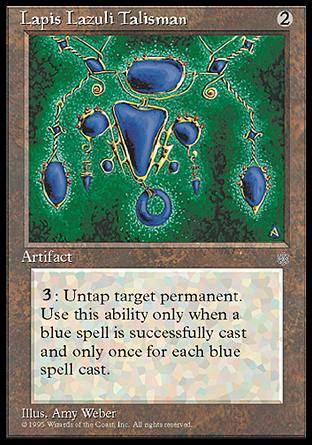 Lapis Lazuli Talisman 2
A
Artifact
3: Untap target permanent.
Use this ability only when a
blue spell is successfully cast
and only once for each blue
spell cast.
Illus. Amy Weber
© 1995 Wizards of the Coast, Inc. All rights reserved.